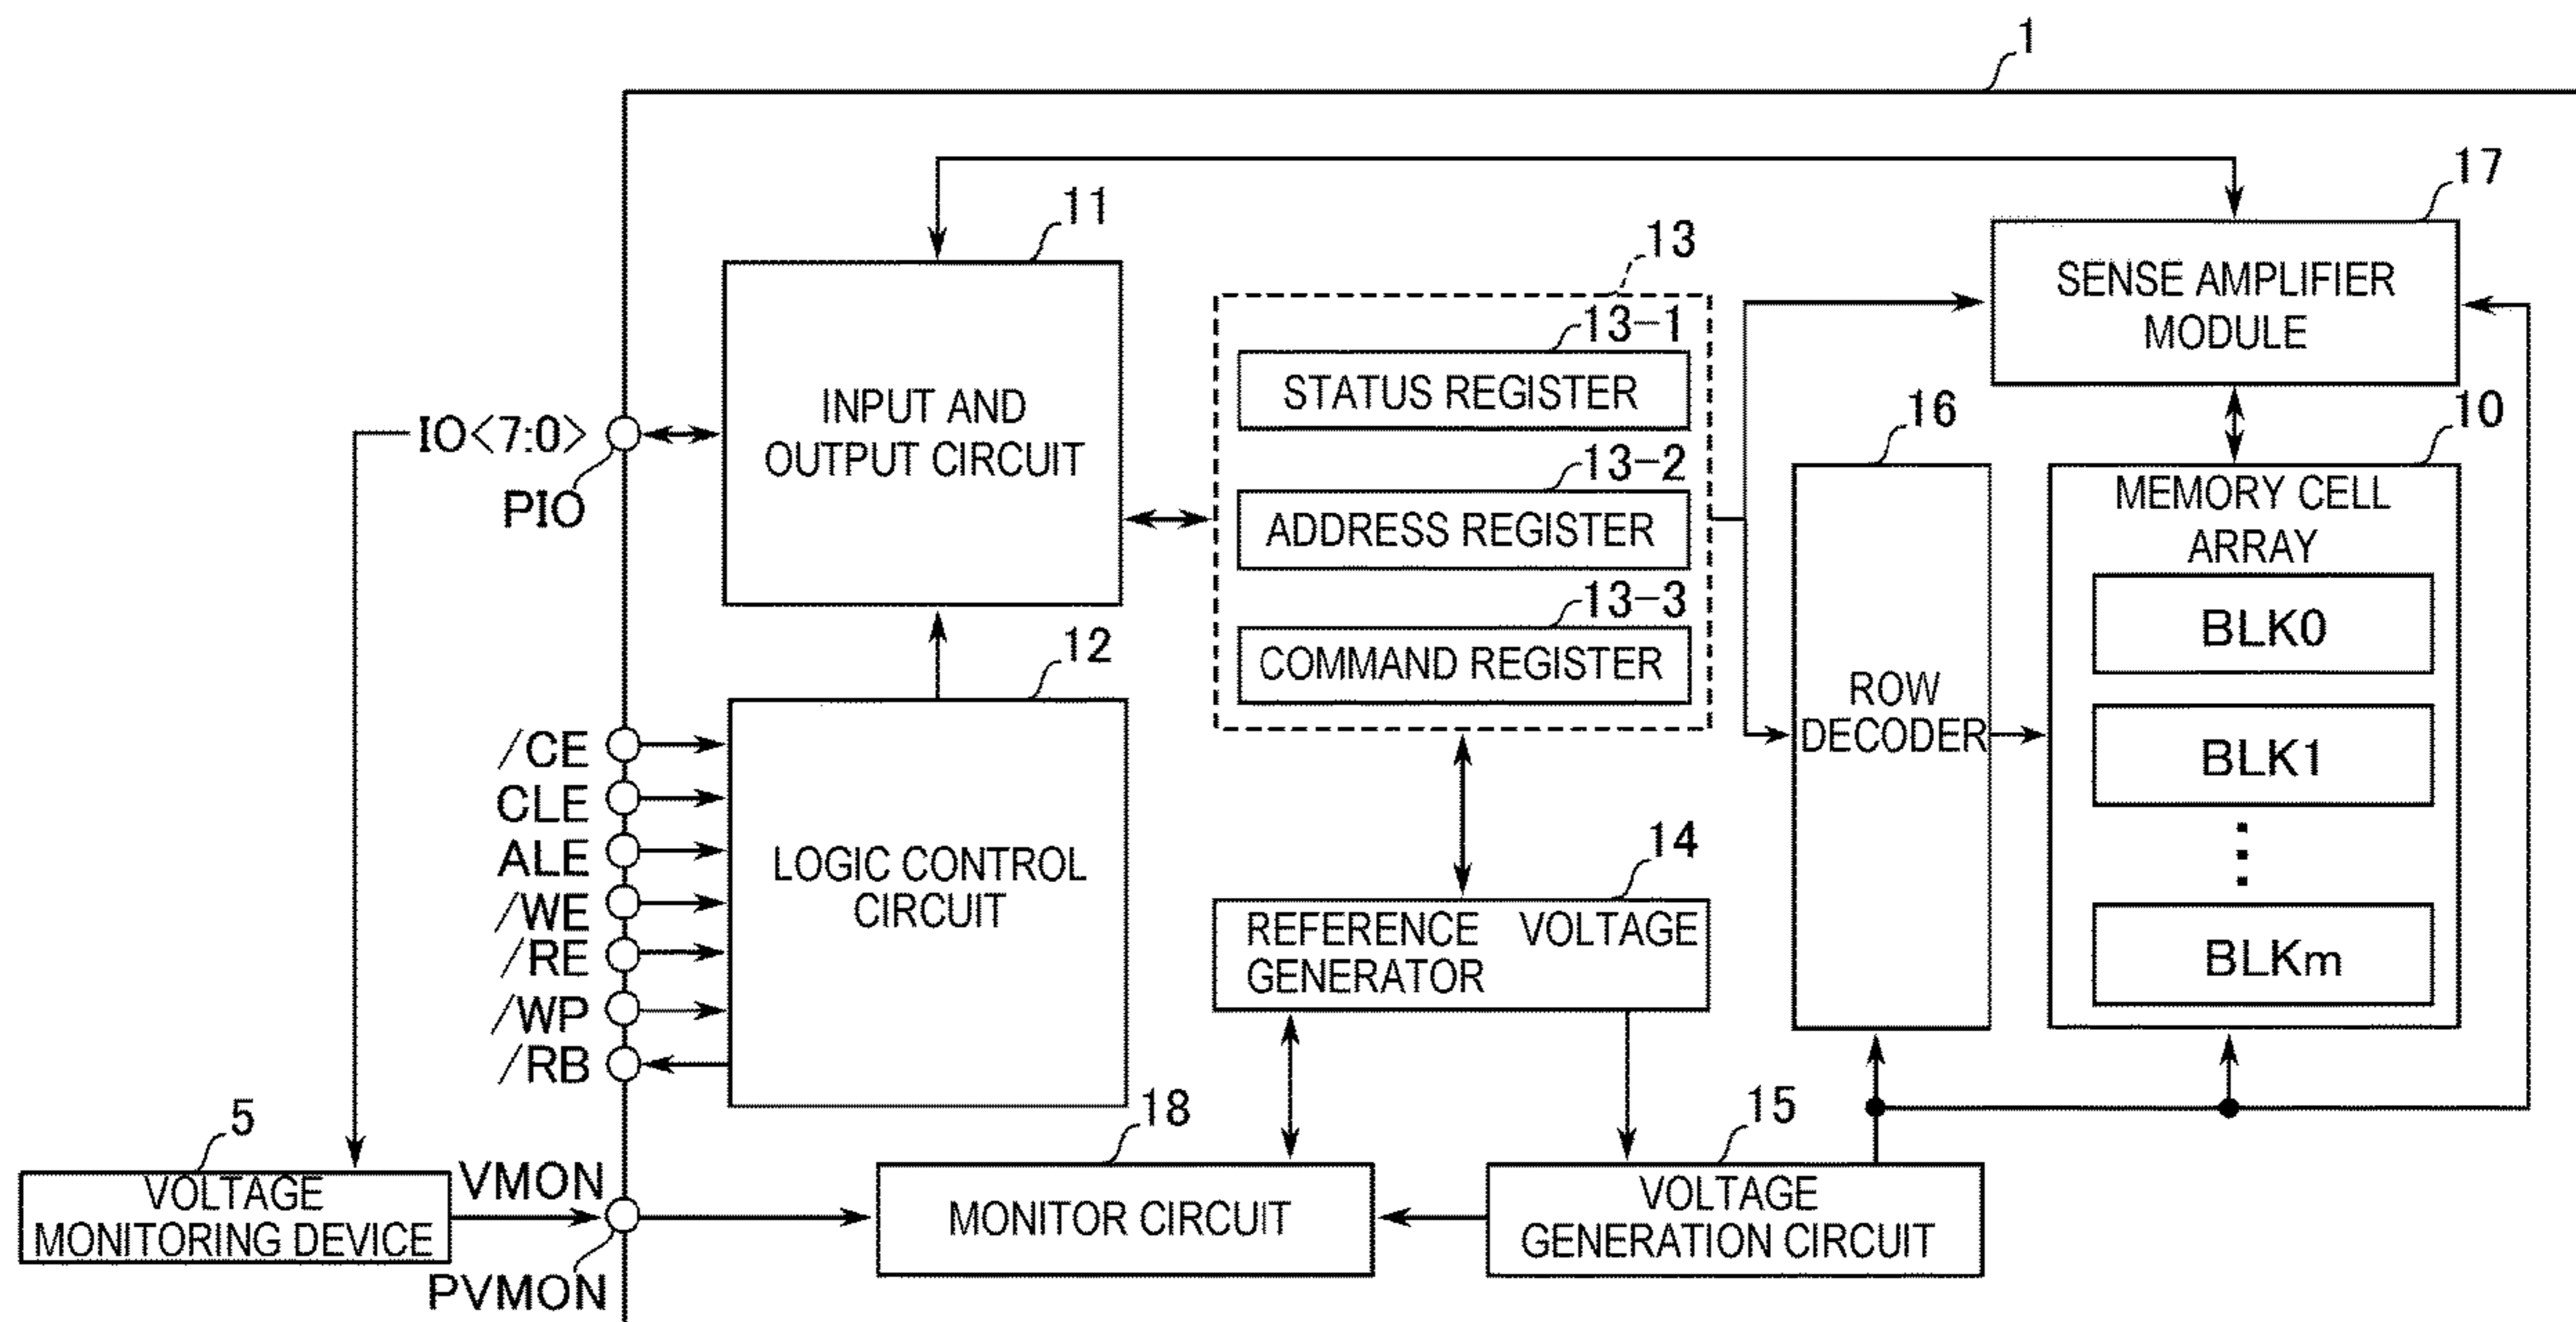 1
17
11
13
SENSE AMPLIFIER
MODULE
13-1
STATUS REGISTER
INPUT AND
OUTPUT CIRCUIT
IO<7:0>
PIO
13-2
ADDRESS REGISTER
16
10
MEMORY CELL
ARRAY
13-3
COMMAND REGISTER
BLK0
12
ROW
DECODER
BLK1
/CE
CLE
ALE
/WE
/RE
/WP
/RB
LOGIC CONTROL
CIRCUIT
14
REFERENCE VOLTAGE
GENERATOR
BLKm
5
VOLTAGE
MONITORING DEVICE
VMON
PVMON
18
MONITOR CIRCUIT
15
VOLTAGE
GENERATION CIRCUIT